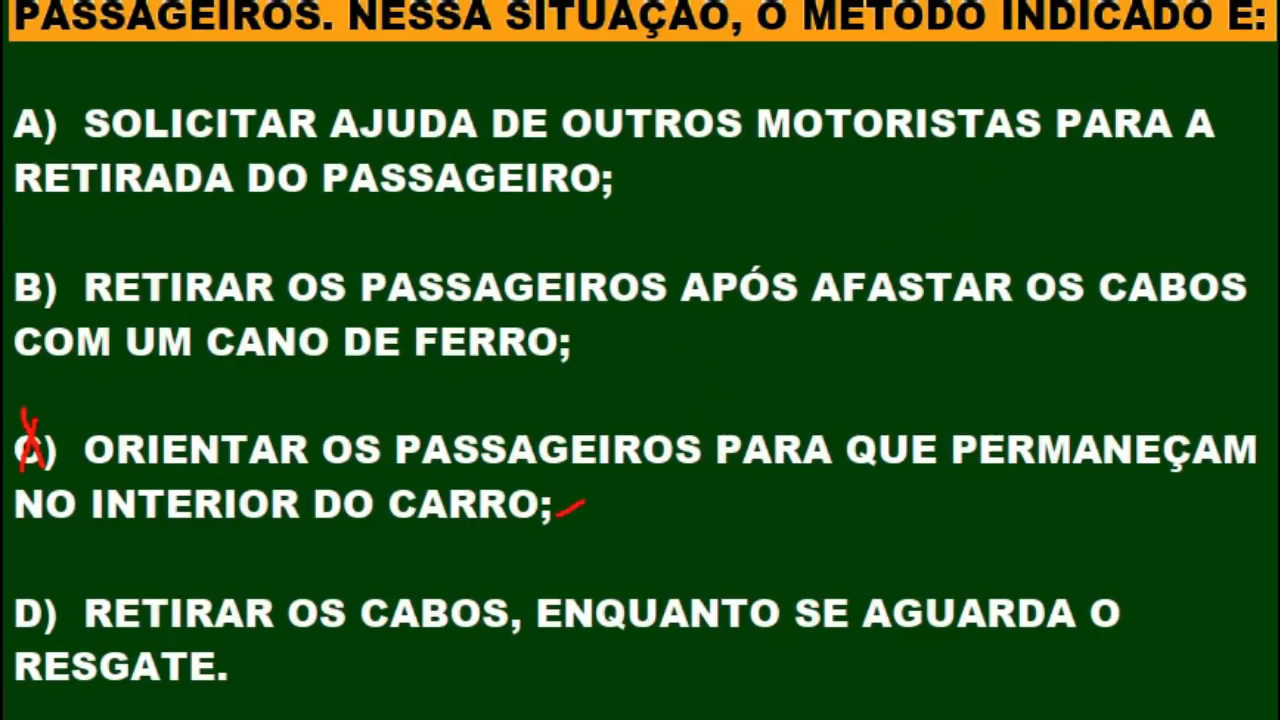 PASSAGEIROS. NESSA SITUAÇÃO, O MÉTODO INDICADO É:
A) SOLICITAR AJUDA DE OUTROS MOTORISTAS PARA A
RETIRADA DO PASSAGEIRO;
B) RETIRAR OS PASSAGEIROS APÓS AFASTAR OS CABOS
COM UM CANO DE FERRO;
C) ORIENTAR OS PASSAGEIROS PARA QUE PERMANEÇAM
NO INTERIOR DO CARRO;
D) RETIRAR OS CABOS, ENQUANTO SE AGUARDA O
RESGATE.